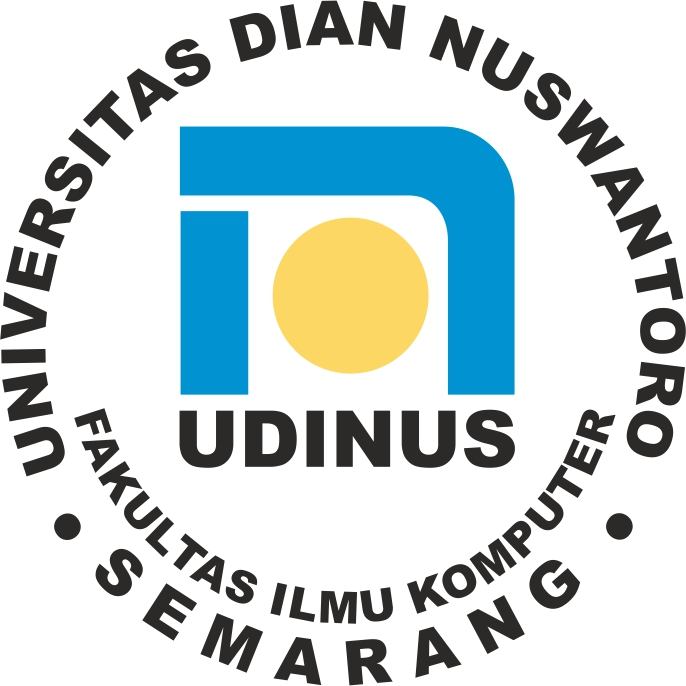 UNIVERSITAS DIAN NUSWANTORO
UDINUS
FAKULTAS ILMU KOMPUTER
• SEMARANG •